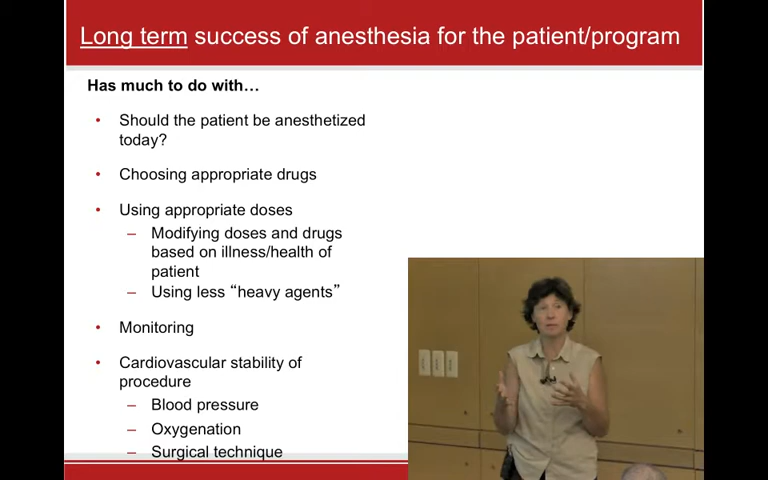 Long term success of anesthesia for the patient/program
Has much to do with…
• Should the patient be anesthetized
today?
• Choosing appropriate drugs
• Using appropriate doses
– Modifying doses and drugs
based on illness/health of
patient
– Using less “heavy agents”
• Monitoring
• Cardiovascular stability of
procedure
– Blood pressure
– Oxygenation
– Surgical technique